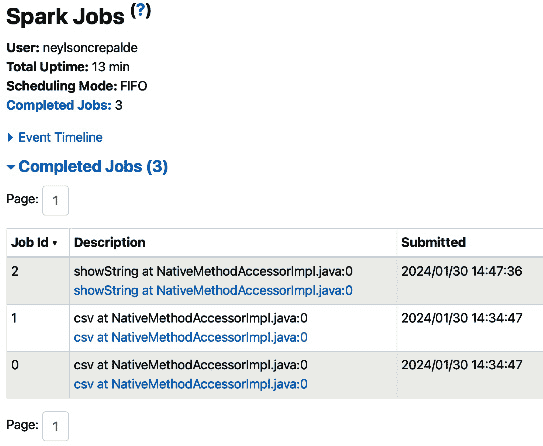 Spark Jobs (?)
User: neylsoncrepalde
Total Uptime: 13 min
Scheduling Mode: FIFO
Completed Jobs: 3
Event Timeline
Completed Jobs (3)
Page: 1
Job Id ▾ Description Submitted
2 showString at NativeMethodAccessorImpl.java:0 2024/01/30 14:47:36
showString at NativeMethodAccessorImpl.java:0
1 csv at NativeMethodAccessorImpl.java:0 2024/01/30 14:34:47
csv at NativeMethodAccessorImpl.java:0
0 csv at NativeMethodAccessorImpl.java:0 2024/01/30 14:34:47
csv at NativeMethodAccessorImpl.java:0
Page: 1